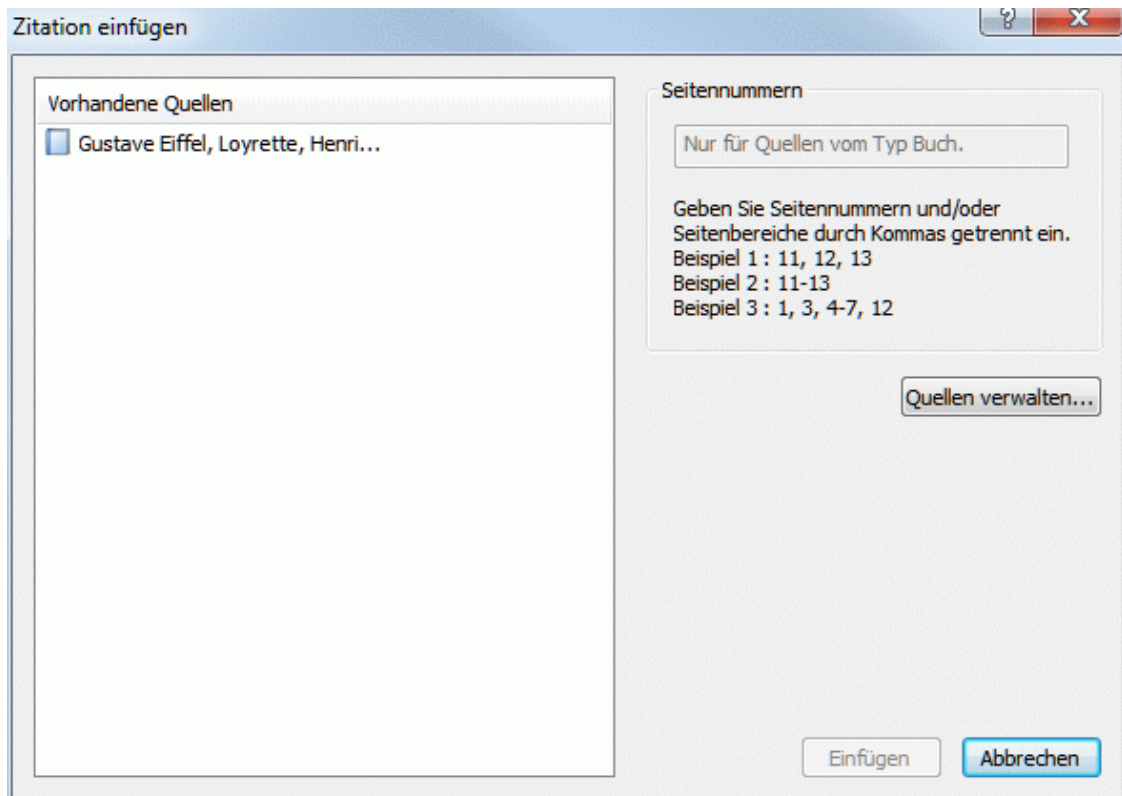 Zitation einfügen
Vorhandene Quellen
Gustave Eiffel, Loyrette, Henri...
Seitennummern
Nur für Quellen vom Typ Buch.
Geben Sie Seitennummern und/oder
Seitenbereiche durch Kommas getrennt ein.
Beispiel 1 : 11, 12, 13
Beispiel 2 : 11-13
Beispiel 3 : 1, 3, 4-7, 12
Quellen verwalten...
Einfügen
Abbrechen